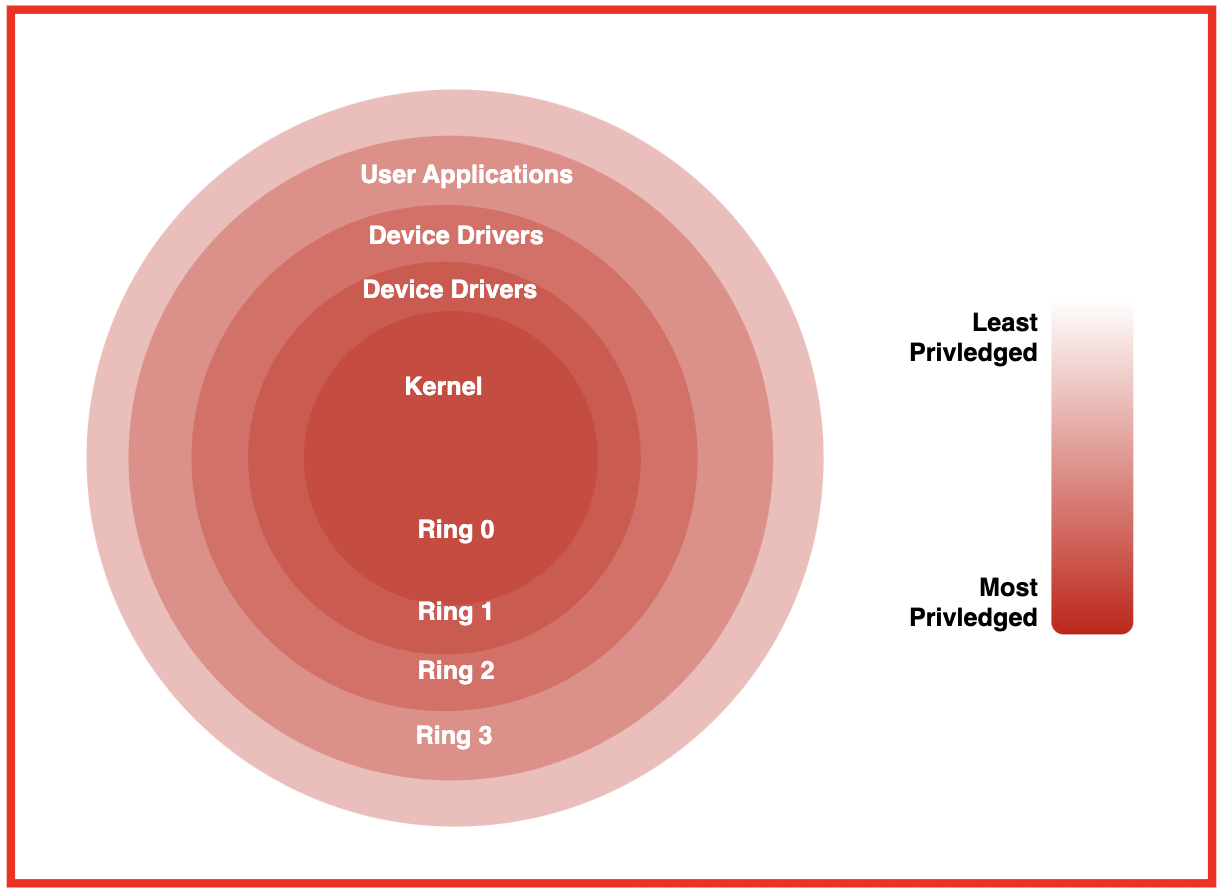 User Applications
Device Drivers
Device Drivers
Kernel
Ring 0
Ring 1
Ring 2
Ring 3
Least
Privledged
Most
Privledged